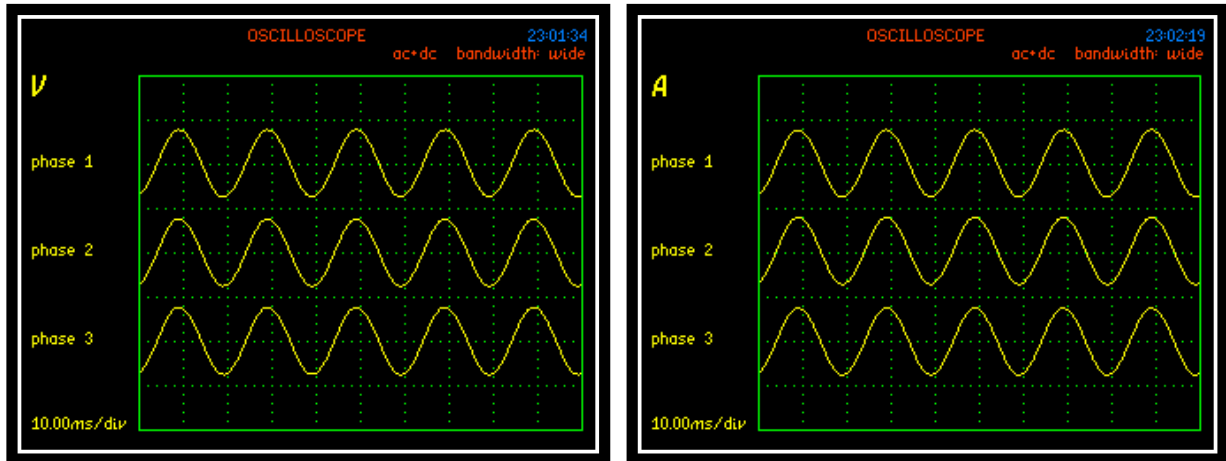 OSCILLOSCOPE 23:01:34
ac+dc bandwidth: wide
V
phase 1
phase 2
phase 3
10.00ms/div
OSCILLOSCOPE 23:02:19
ac+dc bandwidth: wide
A
phase 1
phase 2
phase 3
10.00ms/div